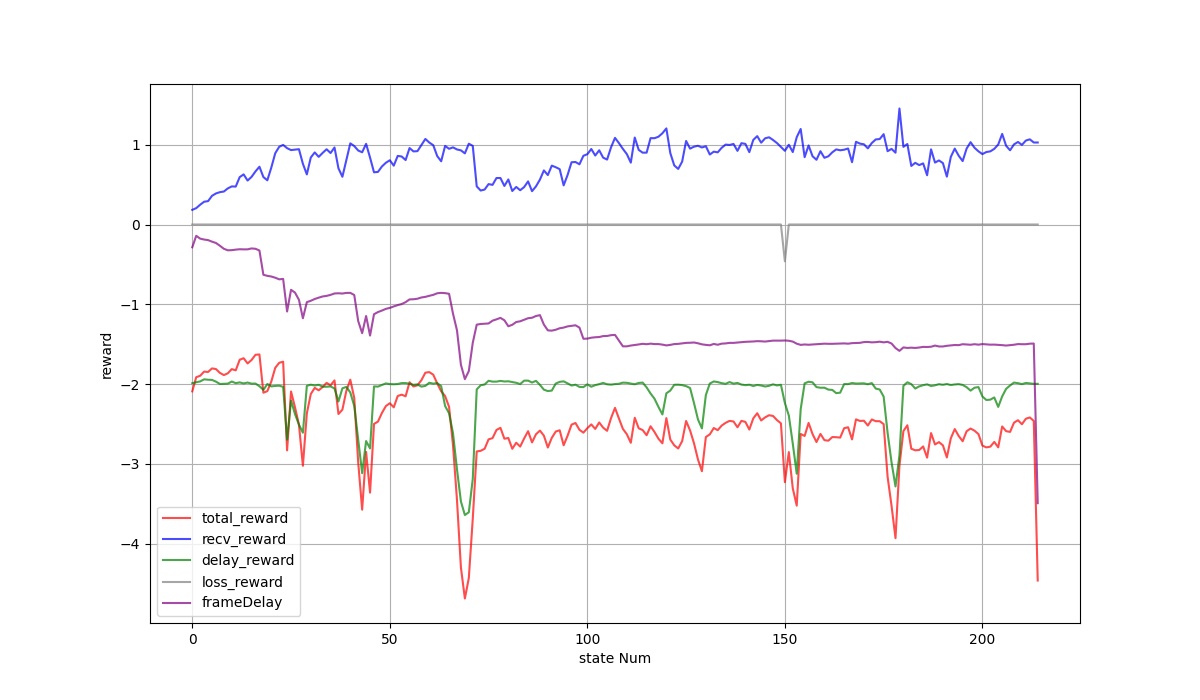 1
0
−1
−2
−3
−4
reward
total_reward
recv_reward
delay_reward
loss_reward
frameDelay
0 50 100 150 200
state Num